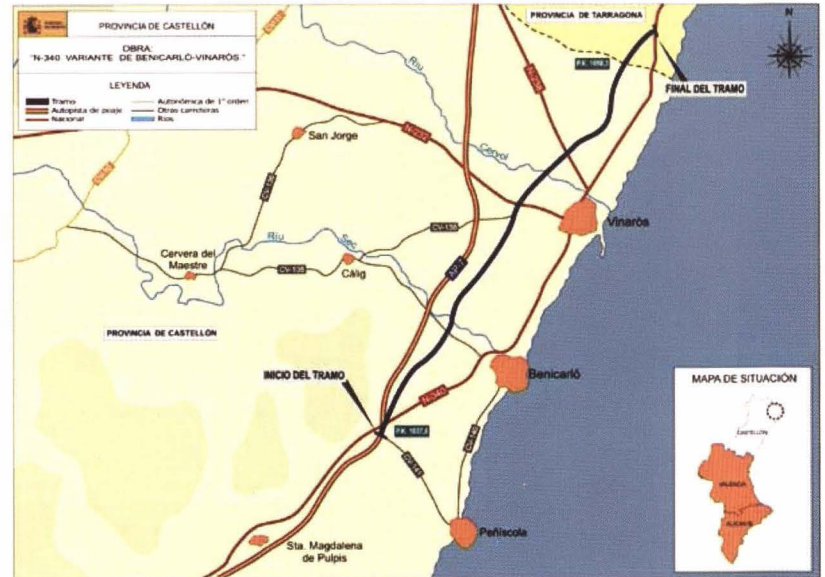 PROVINCIA DE CASTELLÓN
OBRA:
"N-340 VARIANTE DE BENICARLÓ-VINARÒS."
LEYENDA
Tramo
Autopista de peaje
Nacional
Autonómica de 1º orden
Otras carreteras
Ríos
PROVINCIA DE TARRAGONA
N
FINAL DEL TRAMO
Riu
N-232
San Jorge
Cervol
Vinaròs
Riu
Sec
Cervera del
Maestre
CV-135
Càlig
AP-7
PROVINCIA DE CASTELLÓN
INICIO DEL TRAMO
N-340
Benicarló
Peñíscola
Sta. Magdalena
de Pulpis
MAPA DE SITUACIÓN
CASTELLÓN
VALENCIA
ALICANTE